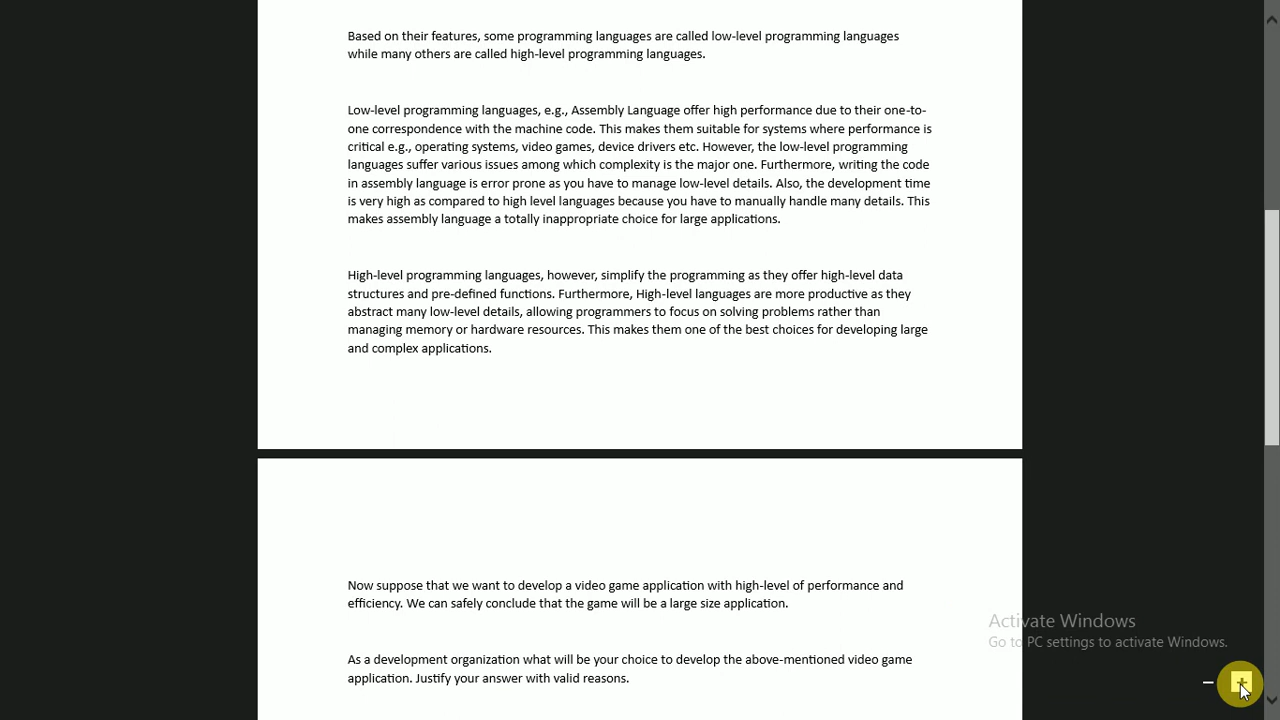 Based on their features, some programming languages are called low-level programming languages
while many others are called high-level programming languages.
Low-level programming languages, e.g., Assembly Language offer high performance due to their one-to-
one correspondence with the machine code. This makes them suitable for systems where performance is
critical e.g., operating systems, video games, device drivers etc. However, the low-level programming
languages suffer various issues among which complexity is the major one. Furthermore, writing the code
in assembly language is error prone as you have to manage low-level details. Also, the development time
is very high as compared to high level languages because you have to manually handle many details. This
makes assembly language a totally inappropriate choice for large applications.
High-level programming languages, however, simplify the programming as they offer high-level data
structures and pre-defined functions. Furthermore, High-level languages are more productive as they
abstract many low-level details, allowing programmers to focus on solving problems rather than
managing memory or hardware resources. This makes them one of the best choices for developing large
and complex applications.
Now suppose that we want to develop a video game application with high-level of performance and
efficiency. We can safely conclude that the game will be a large size application.
As a development organization what will be your choice to develop the above-mentioned video game
application. Justify your answer with valid reasons.
Activate Windows
Go to PC settings to activate Windows.